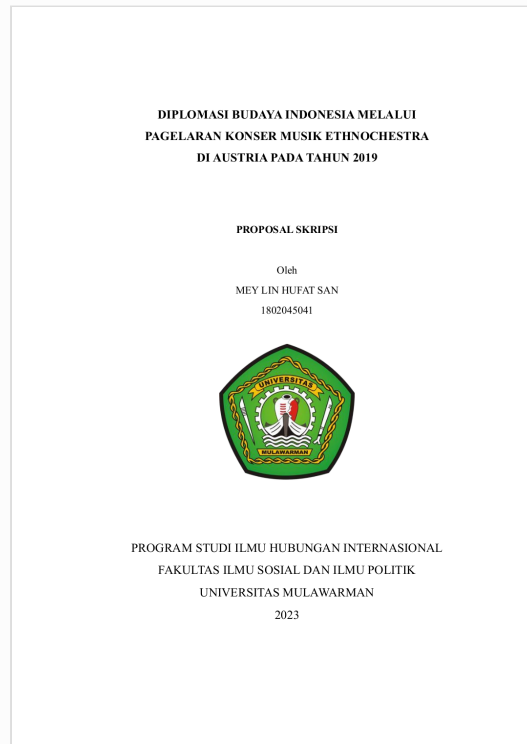 DIPLOMASI BUDAYA INDONESIA MELALUI
PAGELARAN KONSER MUSIK ETHNOCHESTRA
DI AUSTRIA PADA TAHUN 2019
PROPOSAL SKRIPSI
Oleh
MEY LIN HUFAT SAN
1802045041
UNIVERSITAS
MULAWARMAN
PROGRAM STUDI ILMU HUBUNGAN INTERNASIONAL
FAKULTAS ILMU SOSIAL DAN ILMU POLITIK
UNIVERSITAS MULAWARMAN
2023